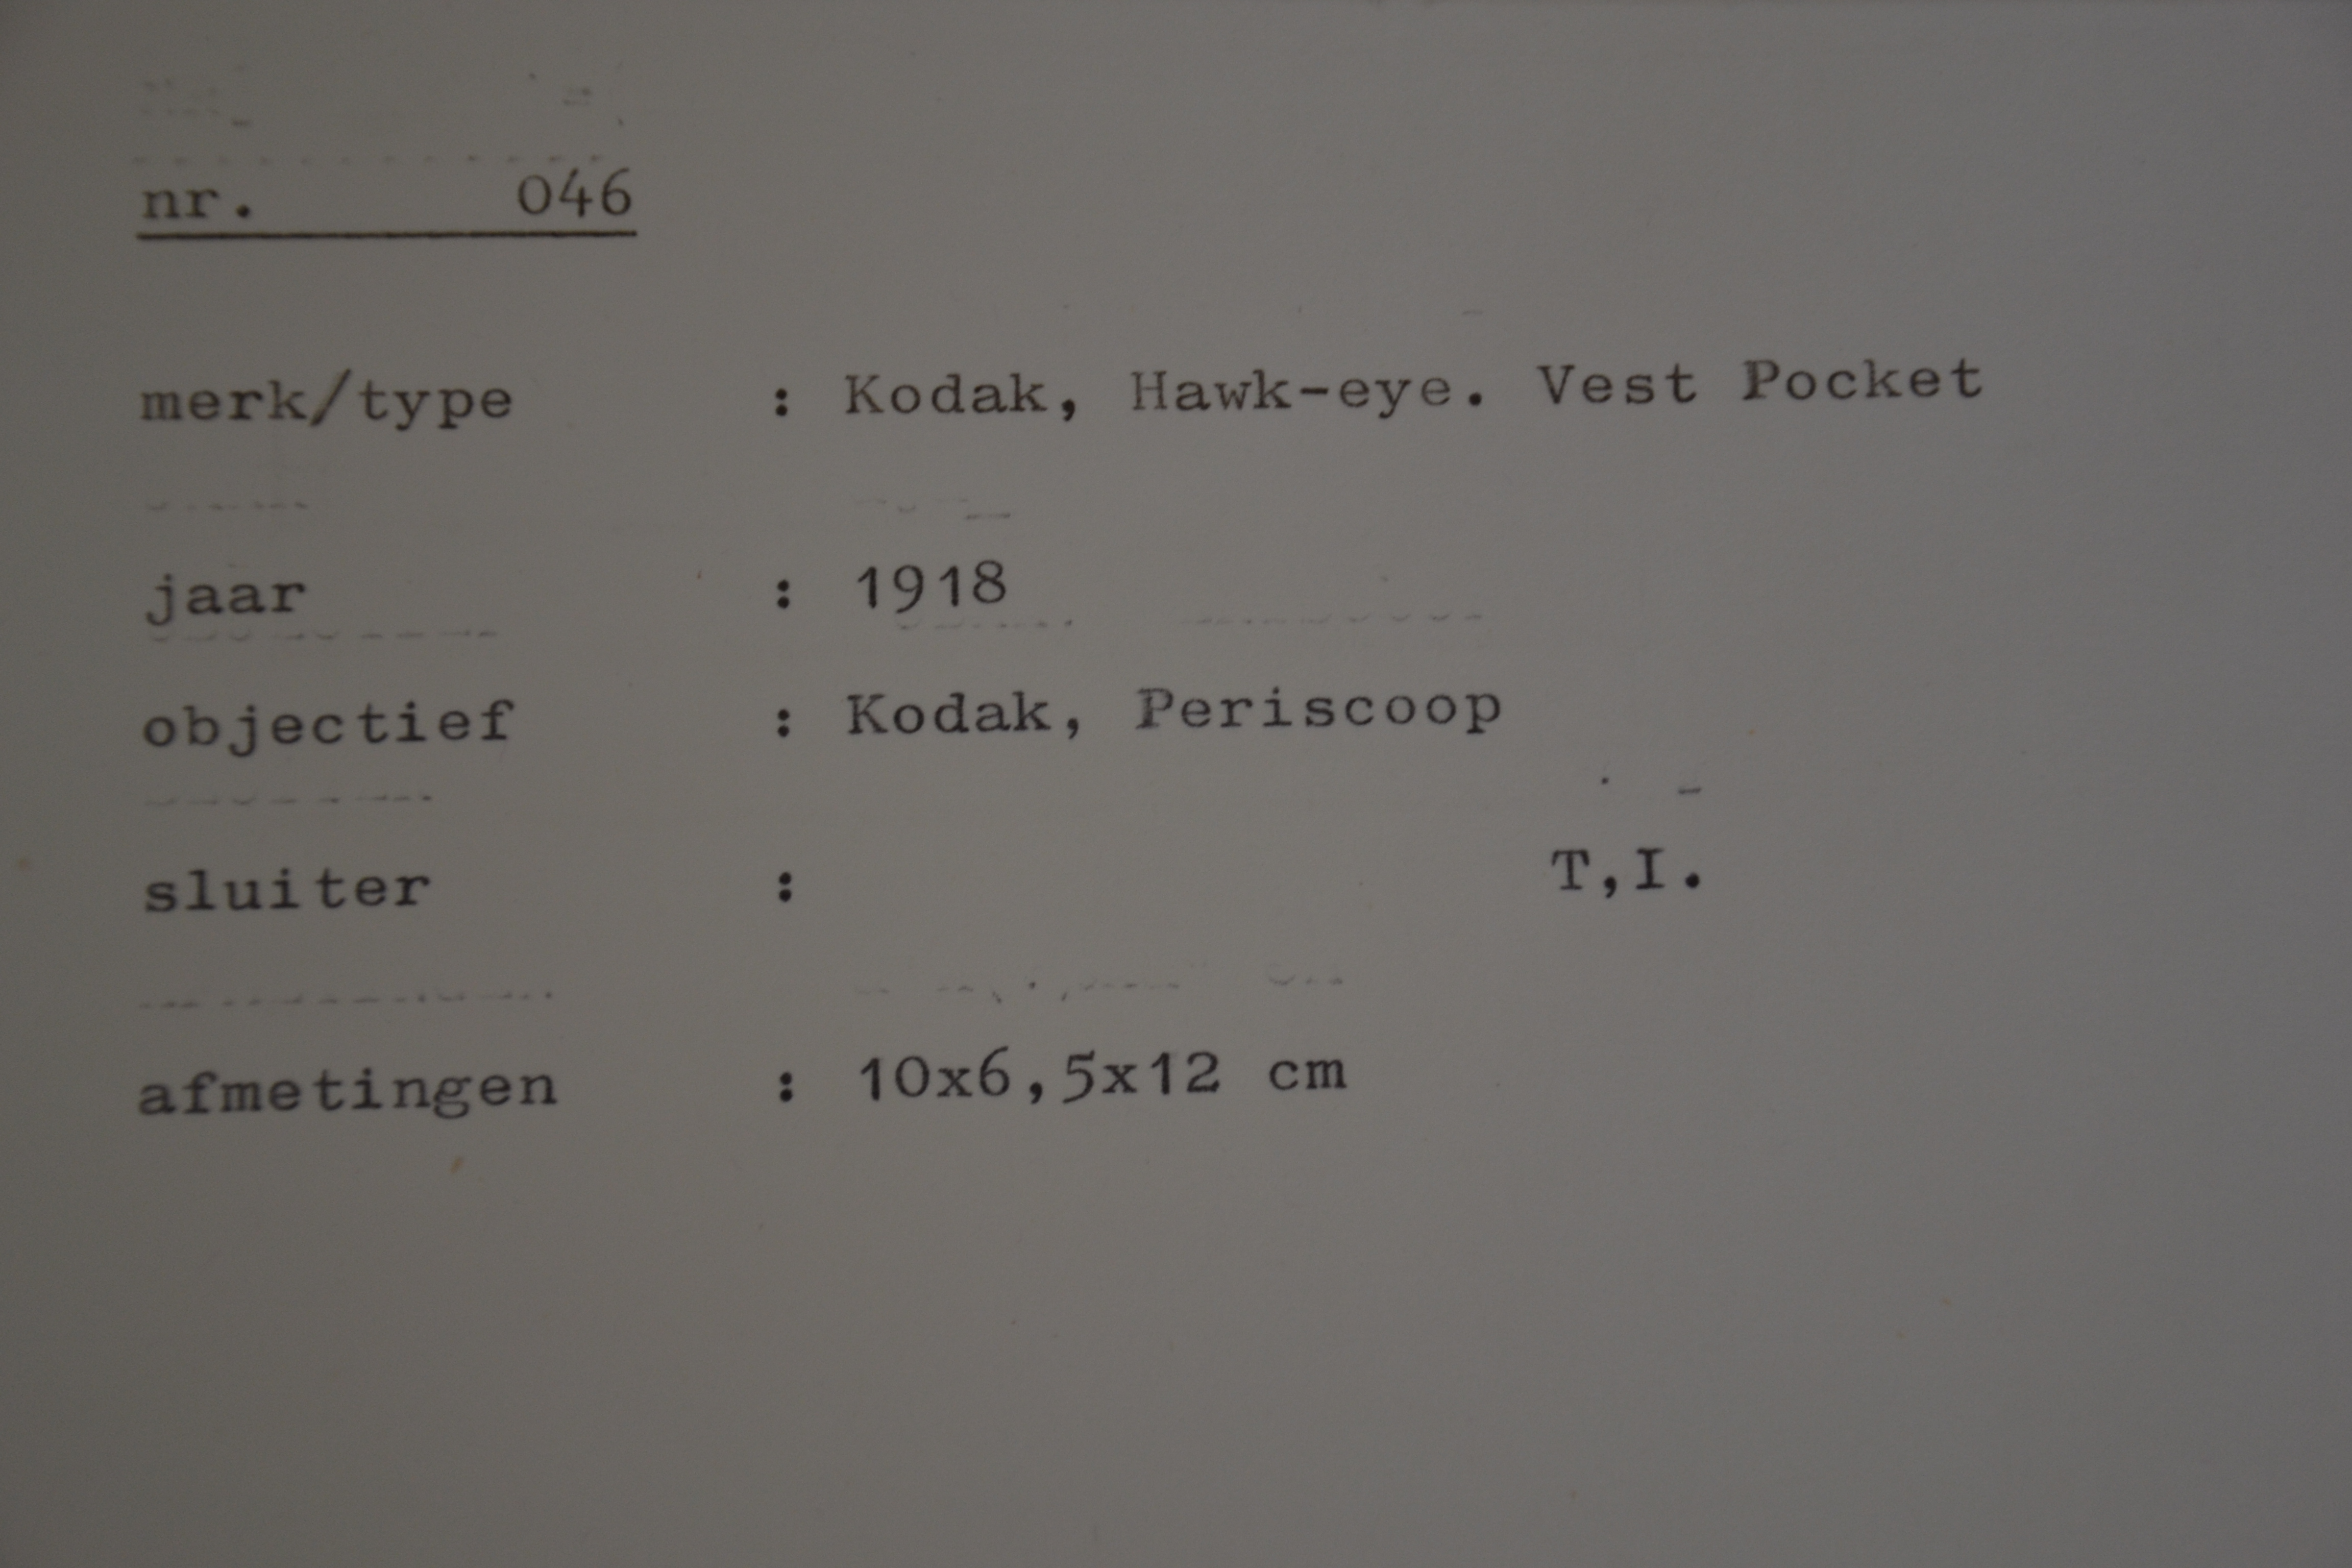 nr. 046
merk/type : Kodak, Hawk-eye. Vest Pocket
jaar : 1918
objectief : Kodak, Periscoop
sluiter : T,I.
afmetingen : 10x6,5x12 cm